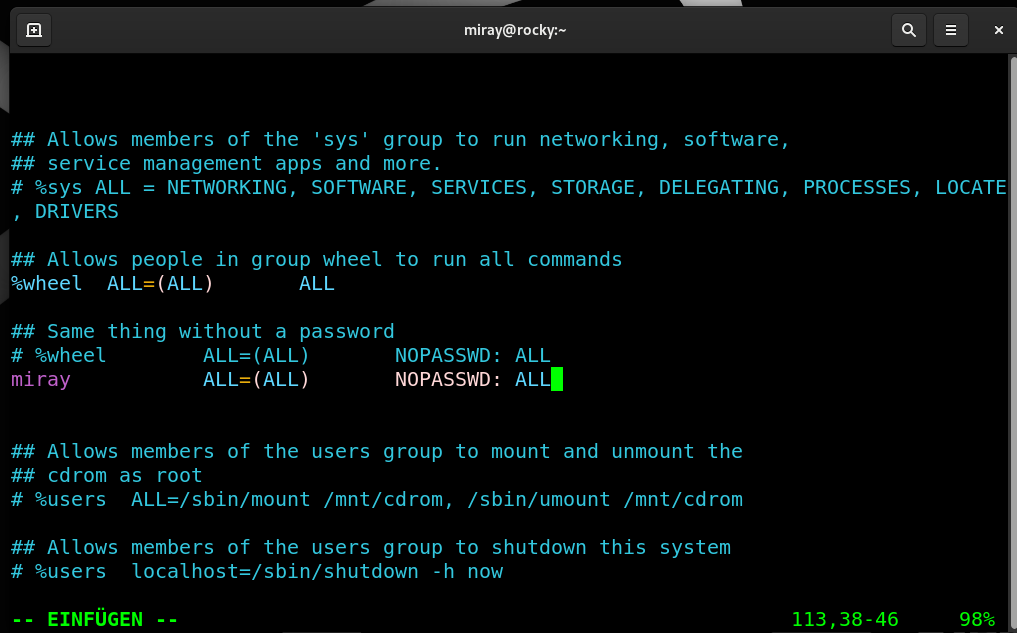 miray@rocky:~
## Allows members of the 'sys' group to run networking, software,
## service management apps and more.
# %sys ALL = NETWORKING, SOFTWARE, SERVICES, STORAGE, DELEGATING, PROCESSES, LOCATE
, DRIVERS
## Allows people in group wheel to run all commands
%wheel  ALL=(ALL)       ALL
## Same thing without a password
# %wheel        ALL=(ALL)       NOPASSWD: ALL
miray           ALL=(ALL)       NOPASSWD: ALL
## Allows members of the users group to mount and unmount the
## cdrom as root
# %users  ALL=/sbin/mount /mnt/cdrom, /sbin/umount /mnt/cdrom
## Allows members of the users group to shutdown this system
# %users  localhost=/sbin/shutdown -h now
-- EINFÜGEN --                                                   113,38-46     98%